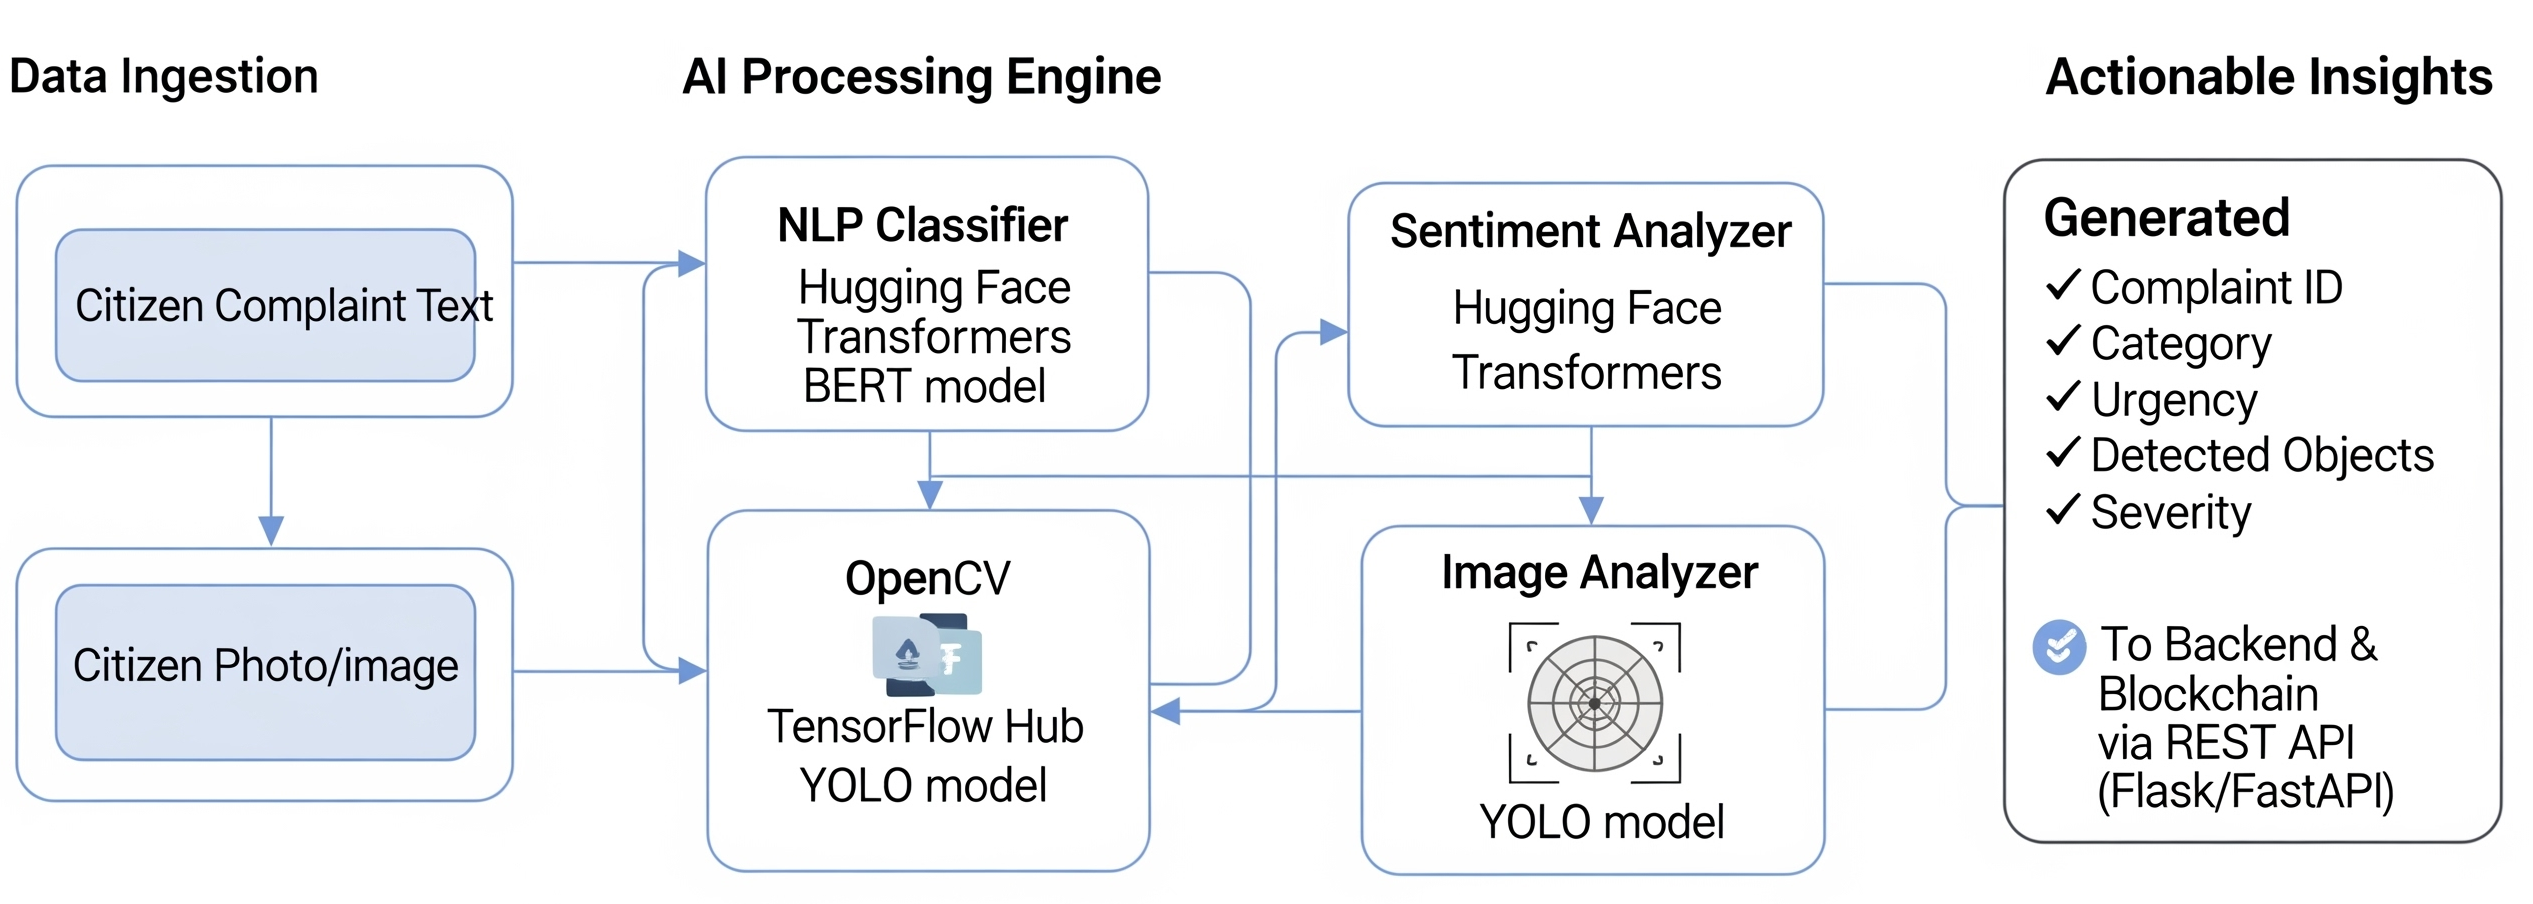 Data Ingestion
AI Processing Engine
Actionable Insights
Citizen Complaint Text
Citizen Photo/image
NLP Classifier
Hugging Face
Transformers
BERT model
OpenCV
TensorFlow Hub
YOLO model
Sentiment Analyzer
Hugging Face
Transformers
Image Analyzer
YOLO model
Generated
✓ Complaint ID
✓ Category
✓ Urgency
✓ Detected Objects
✓ Severity
To Backend &
Blockchain
via REST API
(Flask/FastAPI)